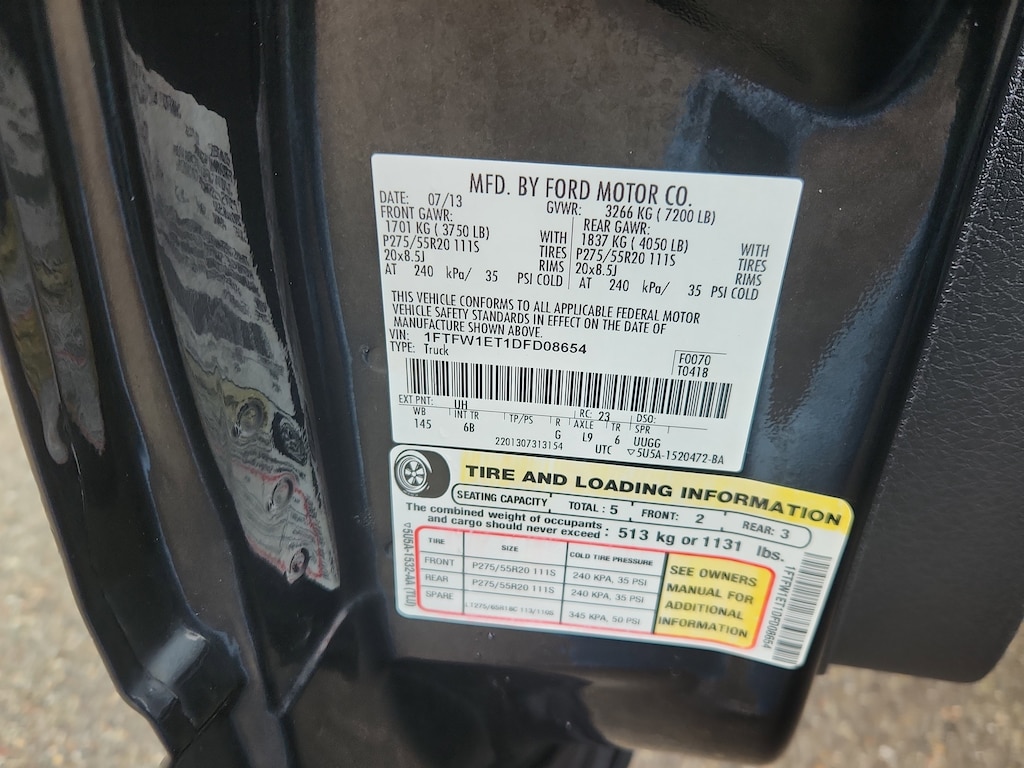 MFD. BY FORD MOTOR CO.
DATE: 07/13 GVWR: 3266 KG ( 7200 LB)
FRONT GAWR: REAR GAWR:
1701 KG ( 3750 LB) WITH 1837 KG ( 4050 LB) WITH
P275/55R20 111S TIRES P275/55R20 111S TIRES
20x8.5J RIMS 20x8.5J RIMS
AT 240 kPa/ 35 PSI COLD AT 240 kPa/ 35 PSI COLD
THIS VEHICLE CONFORMS TO ALL APPLICABLE FEDERAL MOTOR
VEHICLE SAFETY STANDARDS IN EFFECT ON THE DATE OF
MANUFACTURE SHOWN ABOVE.
VIN: 1FTFW1ET1DFD08654
TYPE: Truck
F0070
T0418
EXT PNT: UH RC: 23 DSO:
WB INT TR TP/PS R AXLE TR SPR
145 6B G L9 6 UUGG
2201307313154 UTC ▽5U5A-1520472-BA
TIRE AND LOADING INFORMATION
SEATING CAPACITY TOTAL : 5 FRONT: 2 REAR: 3
The combined weight of occupants
and cargo should never exceed : 513 kg or 1131 lbs.
TIRE SIZE COLD TIRE PRESSURE
FRONT P275/55R20 111S 240 KPA, 35 PSI
REAR P275/55R20 111S 240 KPA, 35 PSI
SPARE 345 KPA, 50 PSI
SEE OWNERS
MANUAL FOR
ADDITIONAL
INFORMATION